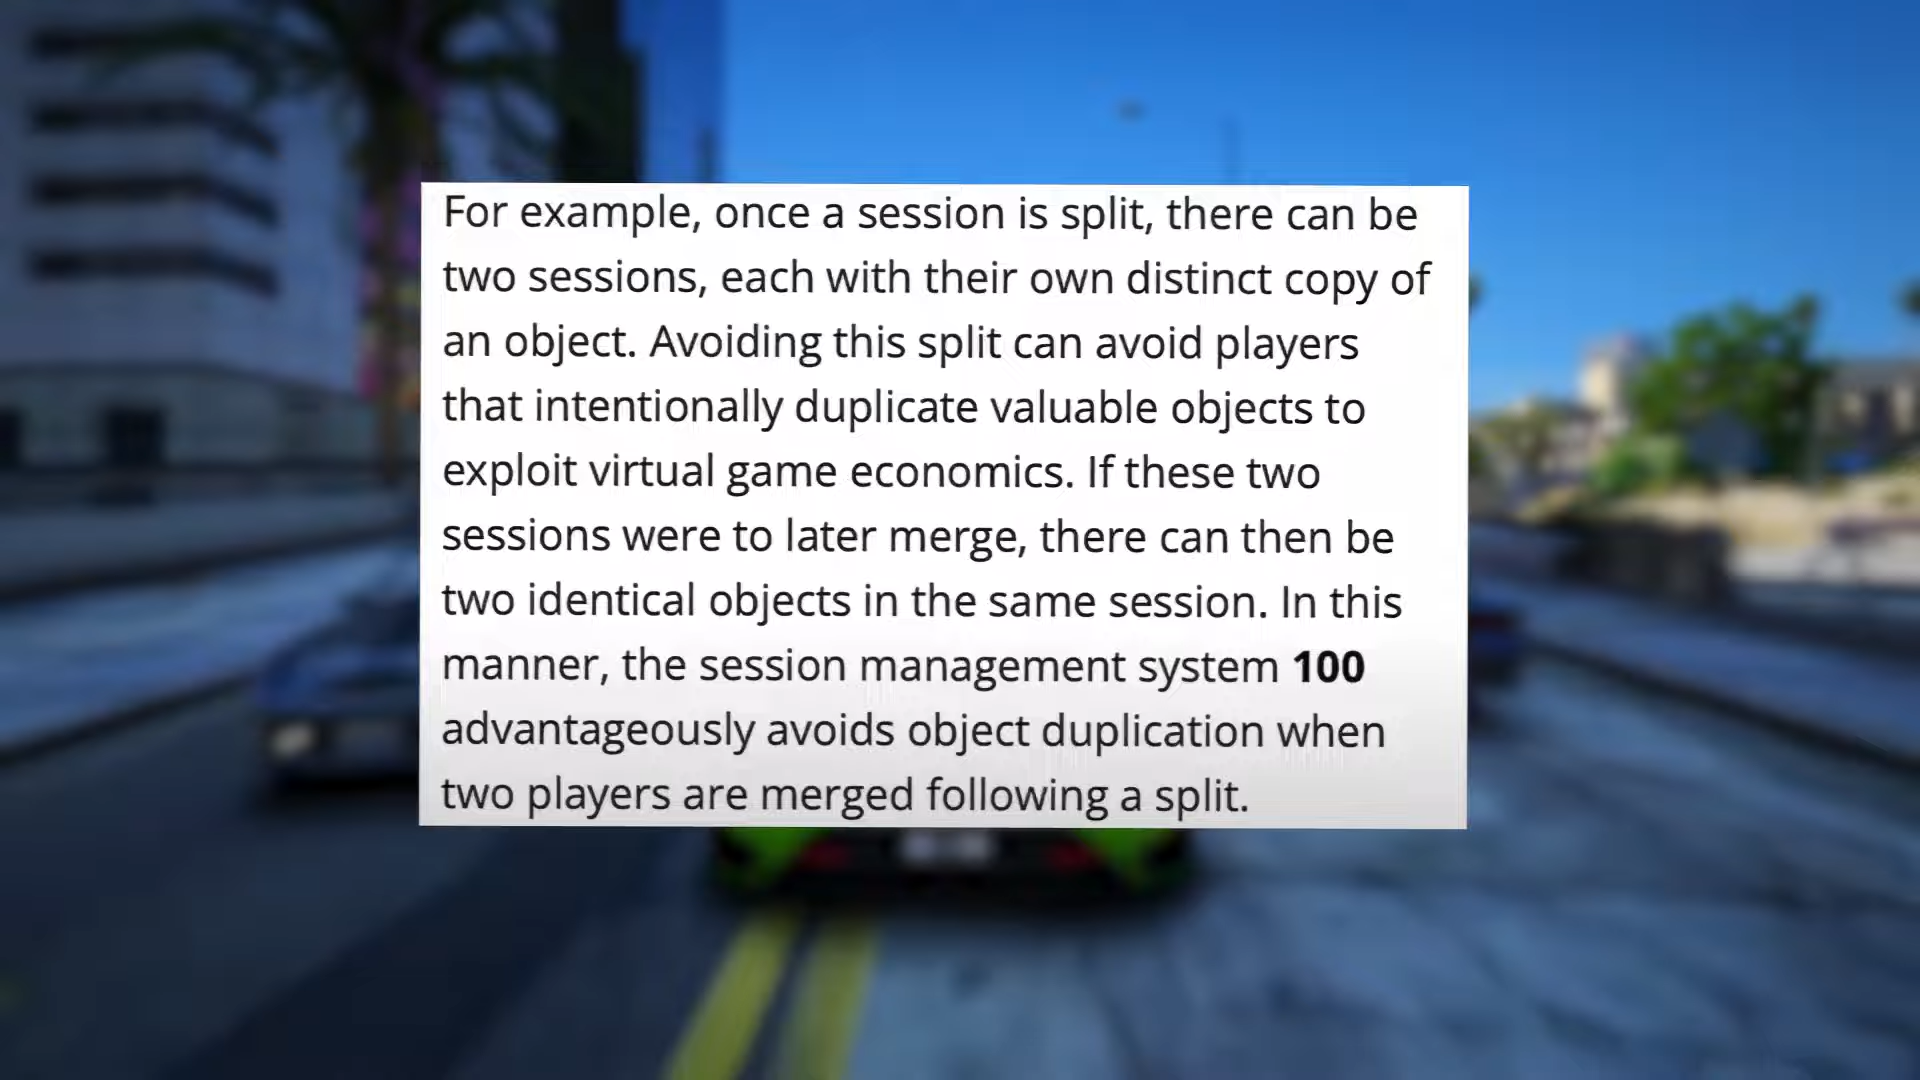 For example, once a session is split, there can be
two sessions, each with their own distinct copy of
an object. Avoiding this split can avoid players
that intentionally duplicate valuable objects to
exploit virtual game economics. If these two
sessions were to later merge, there can then be
two identical objects in the same session. In this
manner, the session management system 100
advantageously avoids object duplication when
two players are merged following a split.